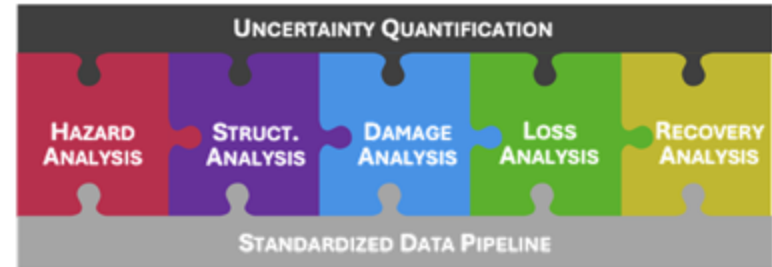 UNCERTAINTY QUANTIFICATION
HAZARD
ANALYSIS
STRUCT.
ANALYSIS
DAMAGE
ANALYSIS
LOSS
ANALYSIS
RECOVERY
ANALYSIS
STANDARDIZED DATA PIPELINE